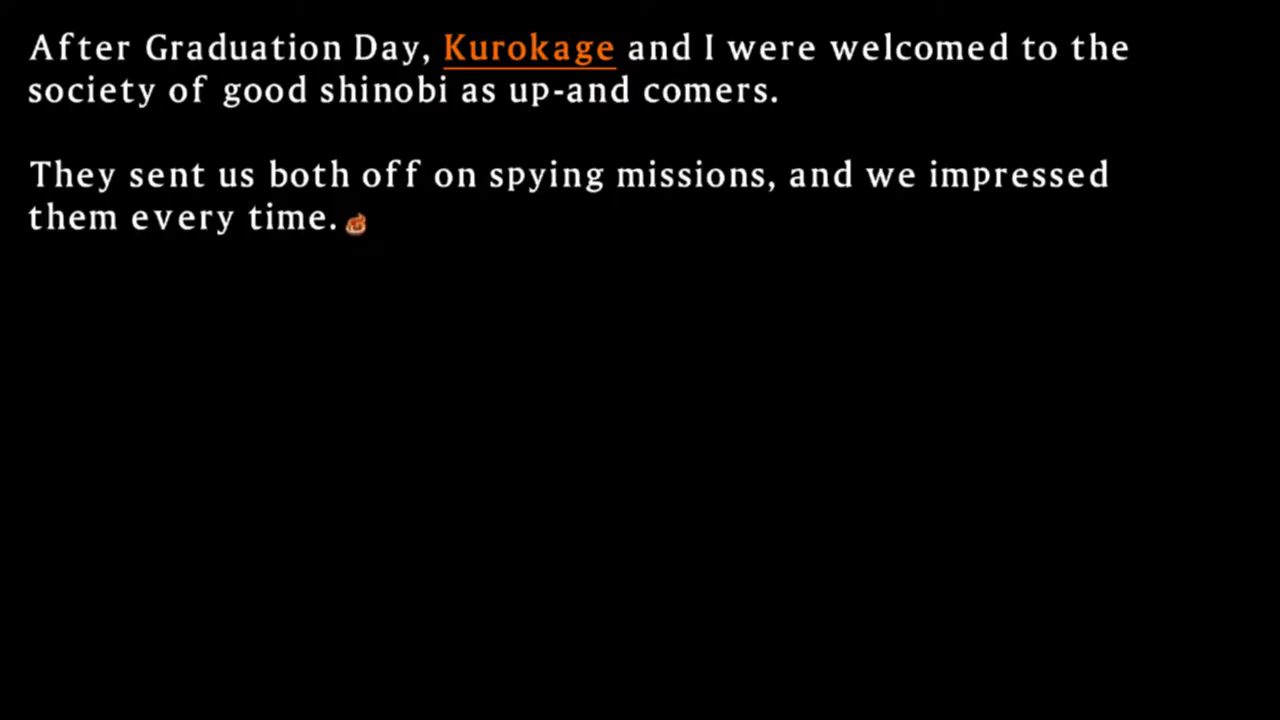 After Graduation Day, Kurokage and I were welcomed to the
society of good shinobi as up-and comers.
They sent us both off on spying missions, and we impressed
them every time.